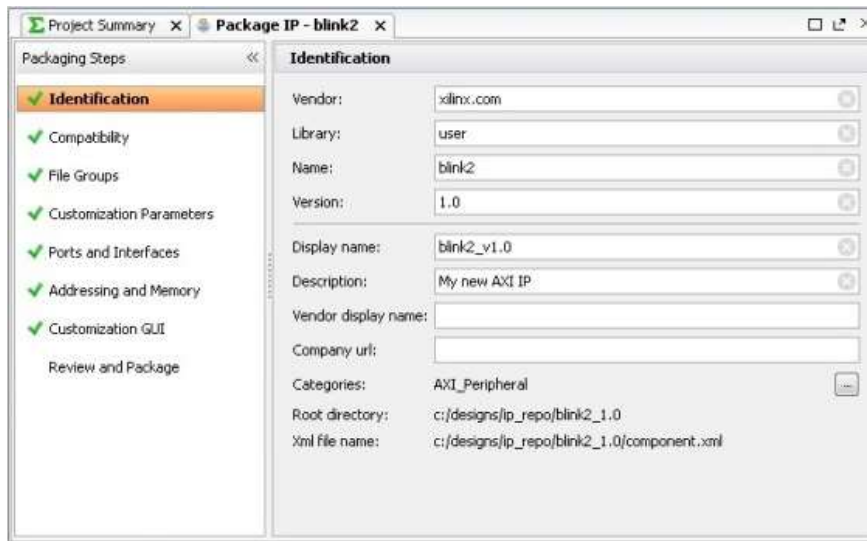 Project Summary
Package IP - blink2
Packaging Steps
Identification
Compatibility
File Groups
Customization Parameters
Ports and Interfaces
Addressing and Memory
Customization GUI
Review and Package
Identification
Vendor: xilinx.com
Library: user
Name: blink2
Version: 1.0
Display name: blink2_v1.0
Description: My new AXI IP
Vendor display name:
Company url:
Categories: AXI_Peripheral
Root directory: c:/designs/ip_repo/blink2_1.0
Xml file name: c:/designs/ip_repo/blink2_1.0/component.xml